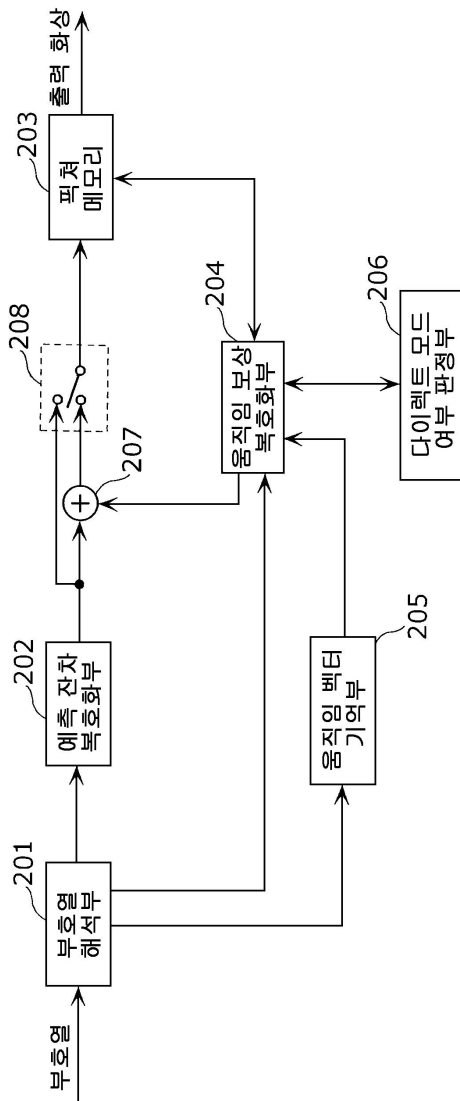 부호열
201
부호열
해석부
202
예측 잔차
복호화부
207
208
203
픽쳐
메모리
출력 화상
204
움직임 보상
복호화부
205
움직임 벡터
기억부
206
다이렉트 모드
여부 판정부